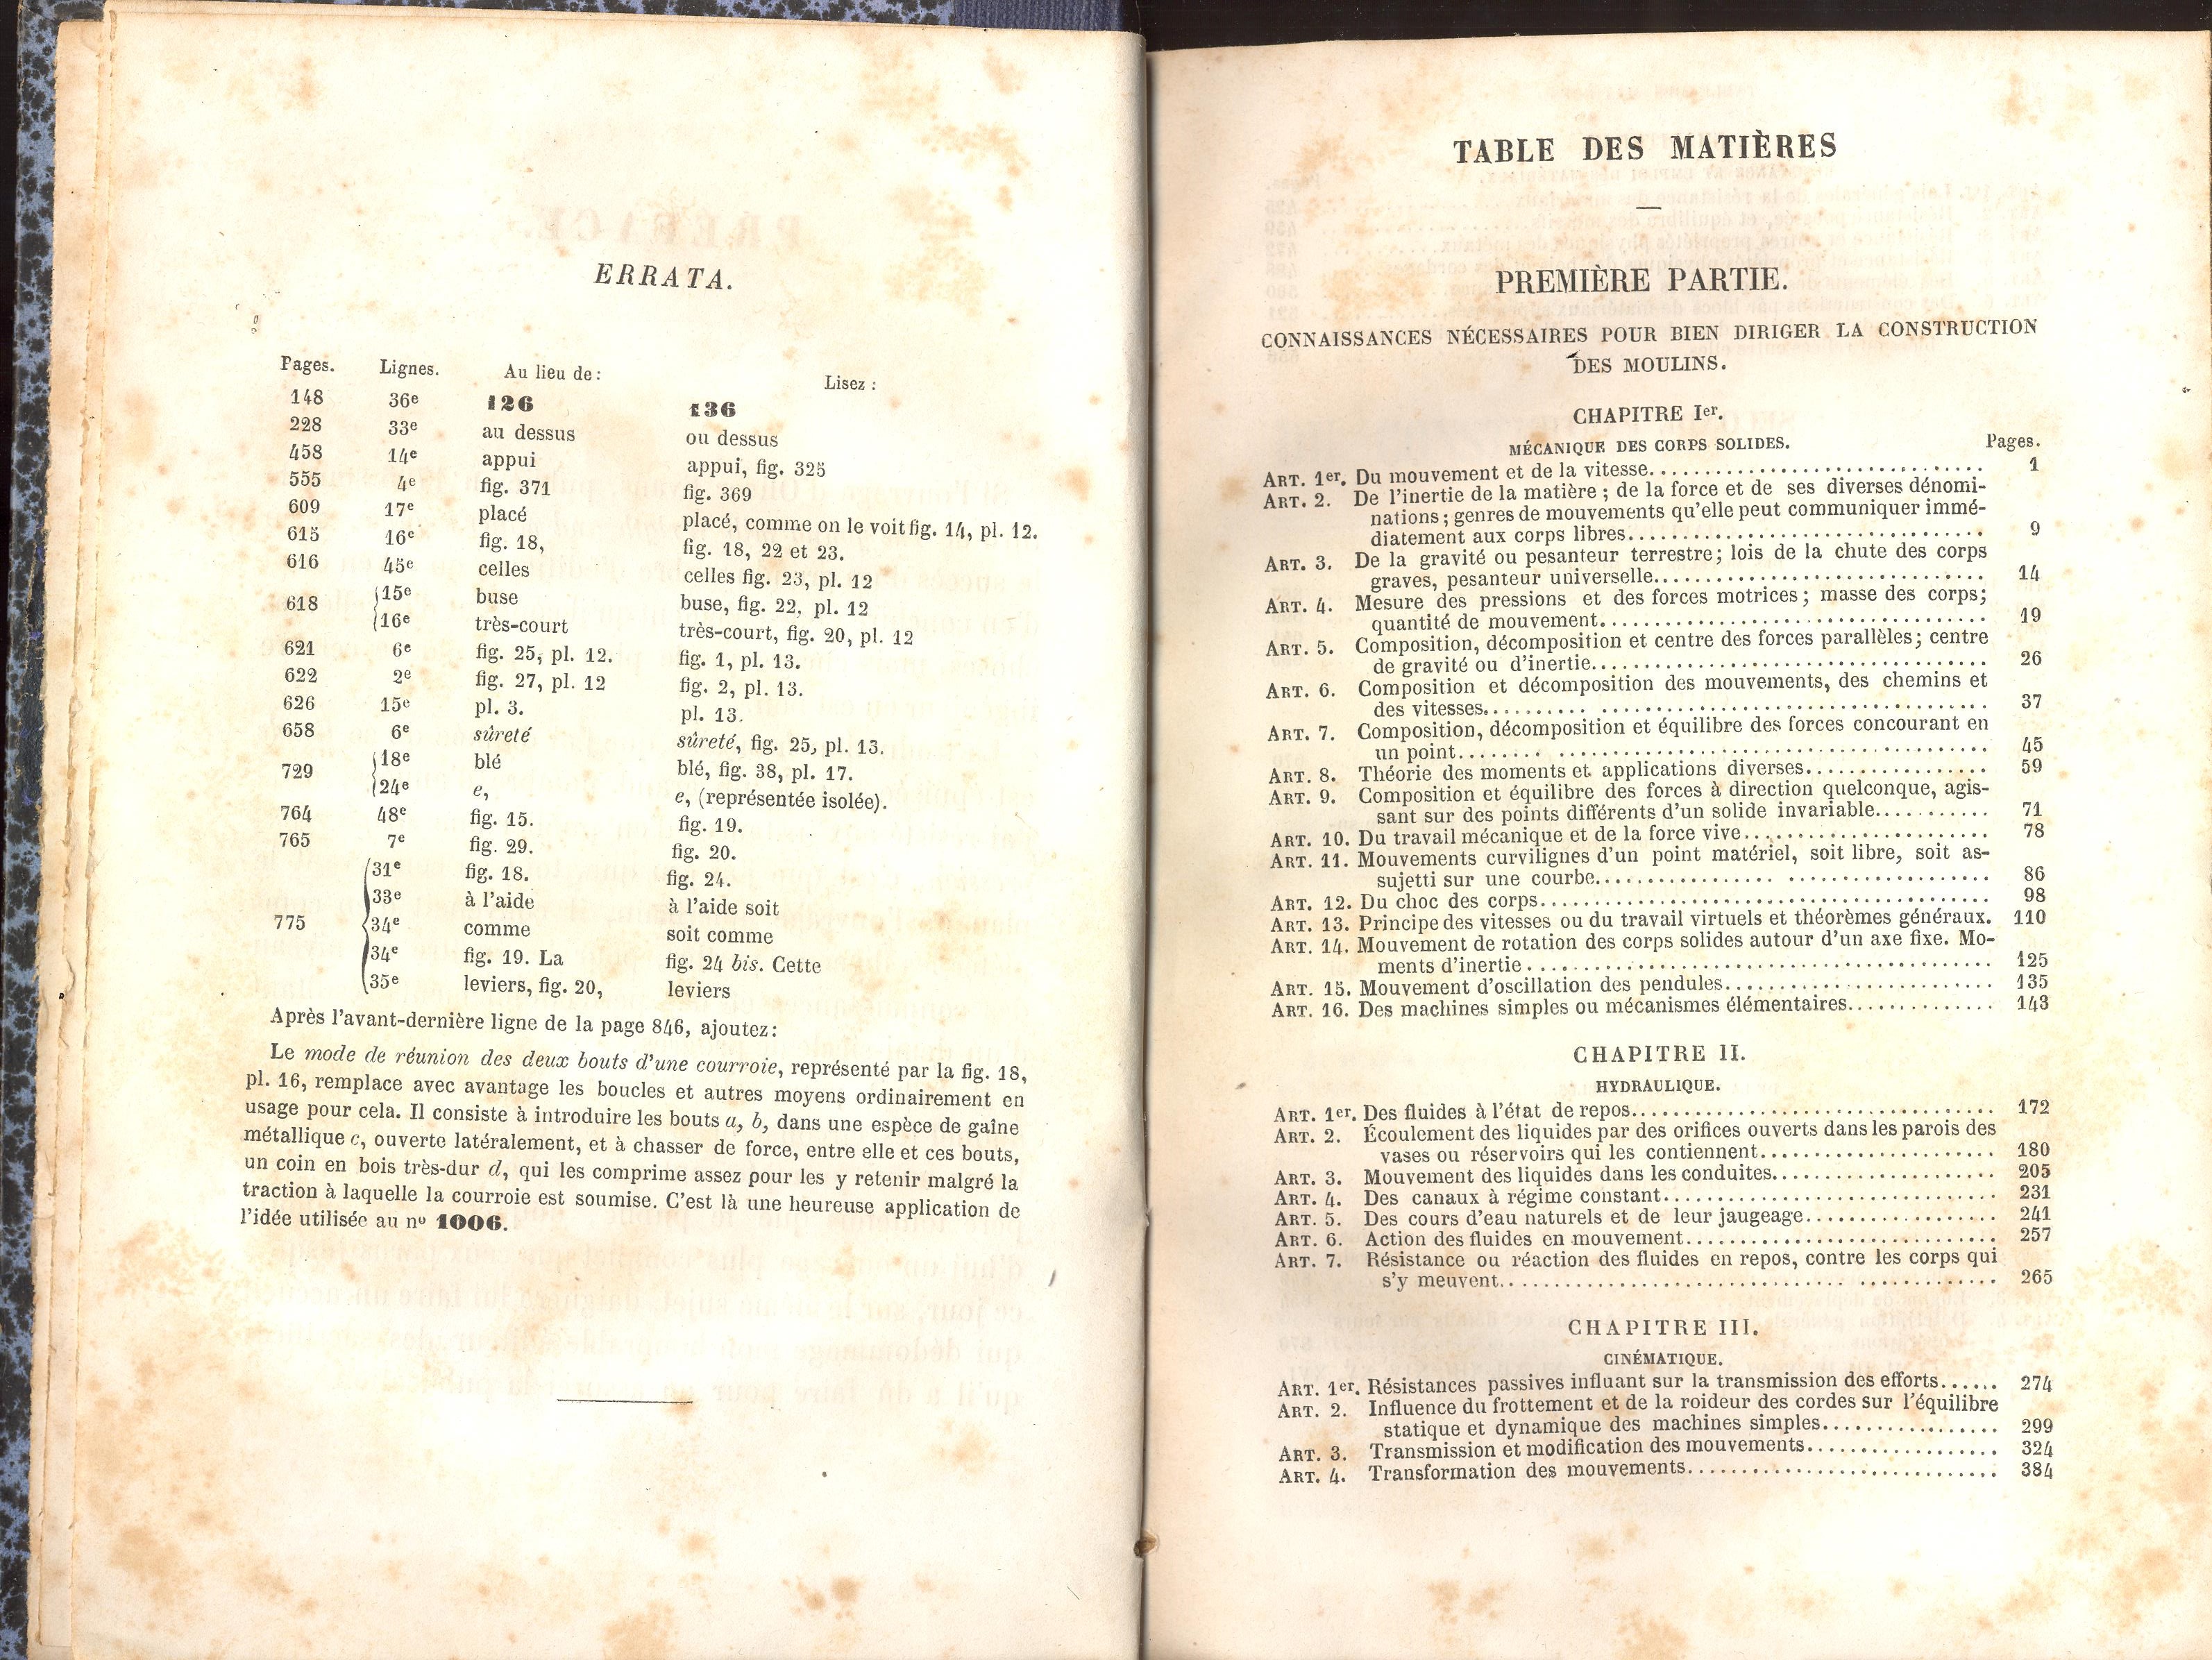 ERRATA.
Pages. Lignes. Au lieu de : Lisez :
148 36e 126 136
228 33e au dessus ou dessus
458 14e appui appui, fig. 325
555 4e fig. 371 fig. 369
609 17e placé placé, comme on le voit fig. 14, pl. 12.
615 16e fig. 18, fig. 18, 22 et 23.
616 45e celles celles fig. 23, pl. 12
618 15e buse buse, fig. 22, pl. 12
16e très-court très-court, fig. 20, pl. 12
621 6e fig. 25, pl. 12. fig. 1, pl. 13.
622 2e fig. 27, pl. 12 fig. 2, pl. 13.
626 15e pl. 3. pl. 13.
658 6e sûreté sûreté, fig. 25, pl. 13.
729 18e blé blé, fig. 38, pl. 17.
24e e, e, (représentée isolée).
764 48e fig. 15. fig. 19.
765 7e fig. 29. fig. 20.
775 31e fig. 18. fig. 24.
33e à l'aide à l'aide soit
34e comme soit comme
34e fig. 19. La fig. 24 bis. Cette
35e leviers, fig. 20, leviers
Après l'avant-dernière ligne de la page 846, ajoutez :
Le mode de réunion des deux bouts d'une courroie, représenté par la fig. 18,
pl. 16, remplace avec avantage les boucles et autres moyens ordinairement en
usage pour cela. Il consiste à introduire les bouts a, b, dans une espèce de gaîne
métallique c, ouverte latéralement, et à chasser de force, entre elle et ces bouts,
un coin en bois très-dur d, qui les comprime assez pour les y retenir malgré la
traction à laquelle la courroie est soumise. C'est là une heureuse application de
l'idée utilisée au no 1006.
TABLE DES MATIÈRES
PREMIÈRE PARTIE.
CONNAISSANCES NÉCESSAIRES POUR BIEN DIRIGER LA CONSTRUCTION
DES MOULINS.
CHAPITRE Ier.
MÉCANIQUE DES CORPS SOLIDES. Pages.
ART. 1er. Du mouvement et de la vitesse. 1
ART. 2. De l'inertie de la matière ; de la force et de ses diverses dénomi-
nations ; genres de mouvements qu'elle peut communiquer immé-
diatement aux corps libres. 9
ART. 3. De la gravité ou pesanteur terrestre ; lois de la chute des corps
graves, pesanteur universelle. 14
ART. 4. Mesure des pressions et des forces motrices ; masse des corps ;
quantité de mouvement. 19
ART. 5. Composition, décomposition et centre des forces parallèles ; centre
de gravité ou d'inertie. 26
ART. 6. Composition et décomposition des mouvements, des chemins et
des vitesses. 37
ART. 7. Composition, décomposition et équilibre des forces concourant en
un point. 45
ART. 8. Théorie des moments et applications diverses. 59
ART. 9. Composition et équilibre des forces à direction quelconque, agis-
sant sur des points différents d'un solide invariable. 71
ART. 10. Du travail mécanique et de la force vive. 78
ART. 11. Mouvements curvilignes d'un point matériel, soit libre, soit as-
sujetti sur une courbe. 86
ART. 12. Du choc des corps. 98
ART. 13. Principe des vitesses ou du travail virtuels et théorèmes généraux. 110
ART. 14. Mouvement de rotation des corps solides autour d'un axe fixe. Mo-
ments d'inertie. 125
ART. 15. Mouvement d'oscillation des pendules. 135
ART. 16. Des machines simples ou mécanismes élémentaires. 143
CHAPITRE II.
HYDRAULIQUE.
ART. 1er. Des fluides à l'état de repos. 172
ART. 2. Écoulement des liquides par des orifices ouverts dans les parois des
vases ou réservoirs qui les contiennent. 180
ART. 3. Mouvement des liquides dans les conduites. 205
ART. 4. Des canaux à régime constant. 231
ART. 5. Des cours d'eau naturels et de leur jaugeage. 241
ART. 6. Action des fluides en mouvement. 257
ART. 7. Résistance ou réaction des fluides en repos, contre les corps qui
s'y meuvent. 265
CHAPITRE III.
CINÉMATIQUE.
ART. 1er. Résistances passives influant sur la transmission des efforts. 274
ART. 2. Influence du frottement et de la roideur des cordes sur l'équilibre
statique et dynamique des machines simples. 299
ART. 3. Transmission et modification des mouvements. 324
ART. 4. Transformation des mouvements. 384